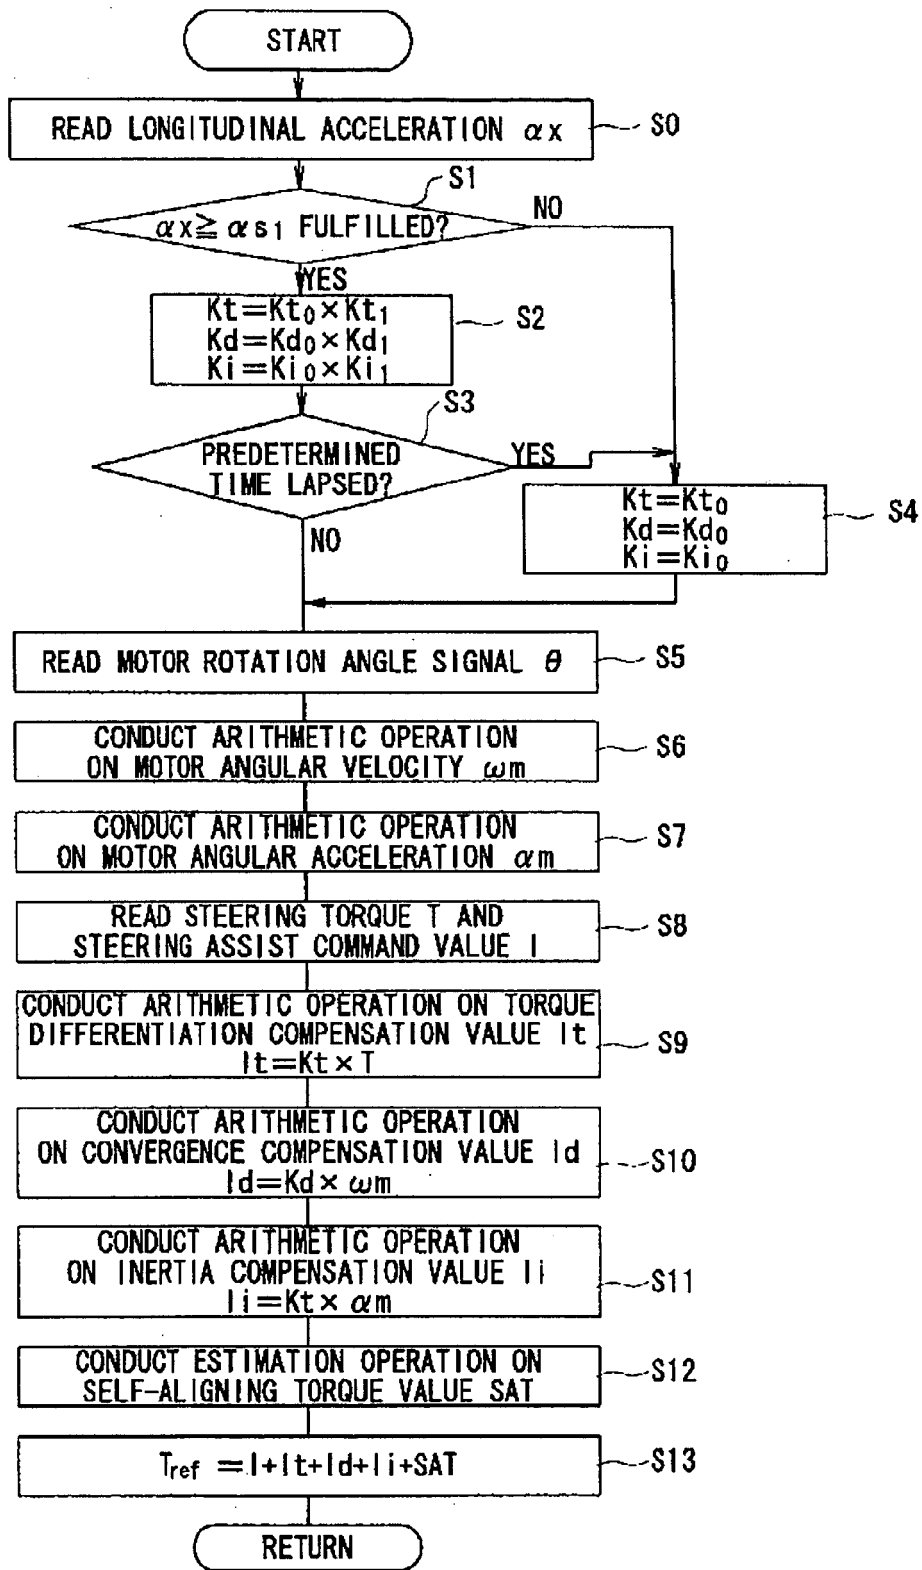 START
READ LONGITUDINAL ACCELERATION αx
S0
S1
αx≧αs₁ FULFILLED?
NO
YES
Kt=Kt₀×Kt₁
Kd=Kd₀×Kd₁
Ki=Ki₀×Ki₁
S2
S3
PREDETERMINED
TIME LAPSED?
YES
NO
Kt=Kt₀
Kd=Kd₀
Ki=Ki₀
S4
READ MOTOR ROTATION ANGLE SIGNAL θ
S5
CONDUCT ARITHMETIC OPERATION
ON MOTOR ANGULAR VELOCITY ωm
S6
CONDUCT ARITHMETIC OPERATION
ON MOTOR ANGULAR ACCELERATION αm
S7
READ STEERING TORQUE T AND
STEERING ASSIST COMMAND VALUE I
S8
CONDUCT ARITHMETIC OPERATION ON TORQUE
DIFFERENTIATION COMPENSATION VALUE It
It=Kt×T
S9
CONDUCT ARITHMETIC OPERATION
ON CONVERGENCE COMPENSATION VALUE Id
Id=Kd×ωm
S10
CONDUCT ARITHMETIC OPERATION
ON INERTIA COMPENSATION VALUE Ii
Ii=Kt×αm
S11
CONDUCT ESTIMATION OPERATION ON
SELF-ALIGNING TORQUE VALUE SAT
S12
Tref =I+It+Id+Ii+SAT
S13
RETURN